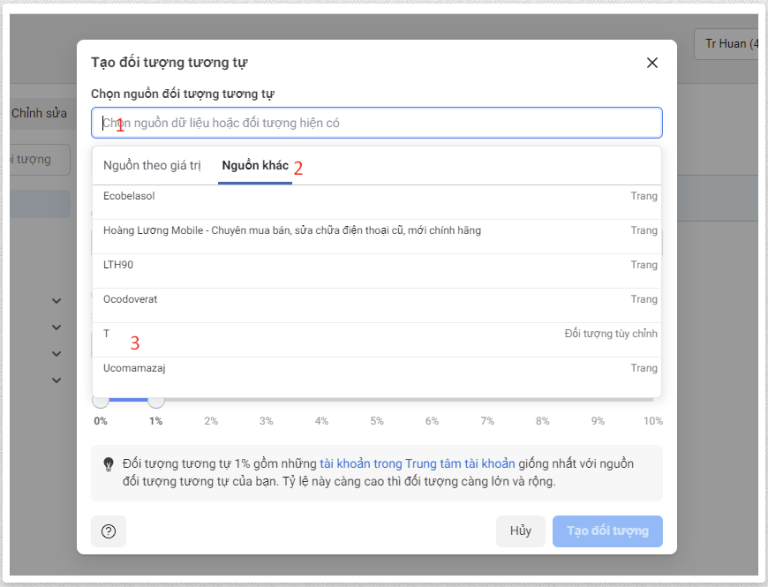 Tr Huan (4
Tạo đối tượng tương tự
Chọn nguồn đối tượng tương tự
Chỉnh sửa
Chọn nguồn dữ liệu hoặc đối tượng hiện có
1
tượng
Nguồn theo giá trị Nguồn khác 2
Ecobelasol Trang
Hoàng Lương Mobile - Chuyên mua bán, sửa chữa điện thoại cũ, mới chính hãng Trang
LTH90 Trang
Ocodoverat Trang
T Đối tượng tùy chỉnh
3
Ucomamazaj Trang
0% 1% 2% 3% 4% 5% 6% 7% 8% 9% 10%
Đối tượng tương tự 1% gồm những tài khoản trong Trung tâm tài khoản giống nhất với nguồn
đối tượng tương tự của bạn. Tỷ lệ này càng cao thì đối tượng càng lớn và rộng.
Hủy Tạo đối tượng